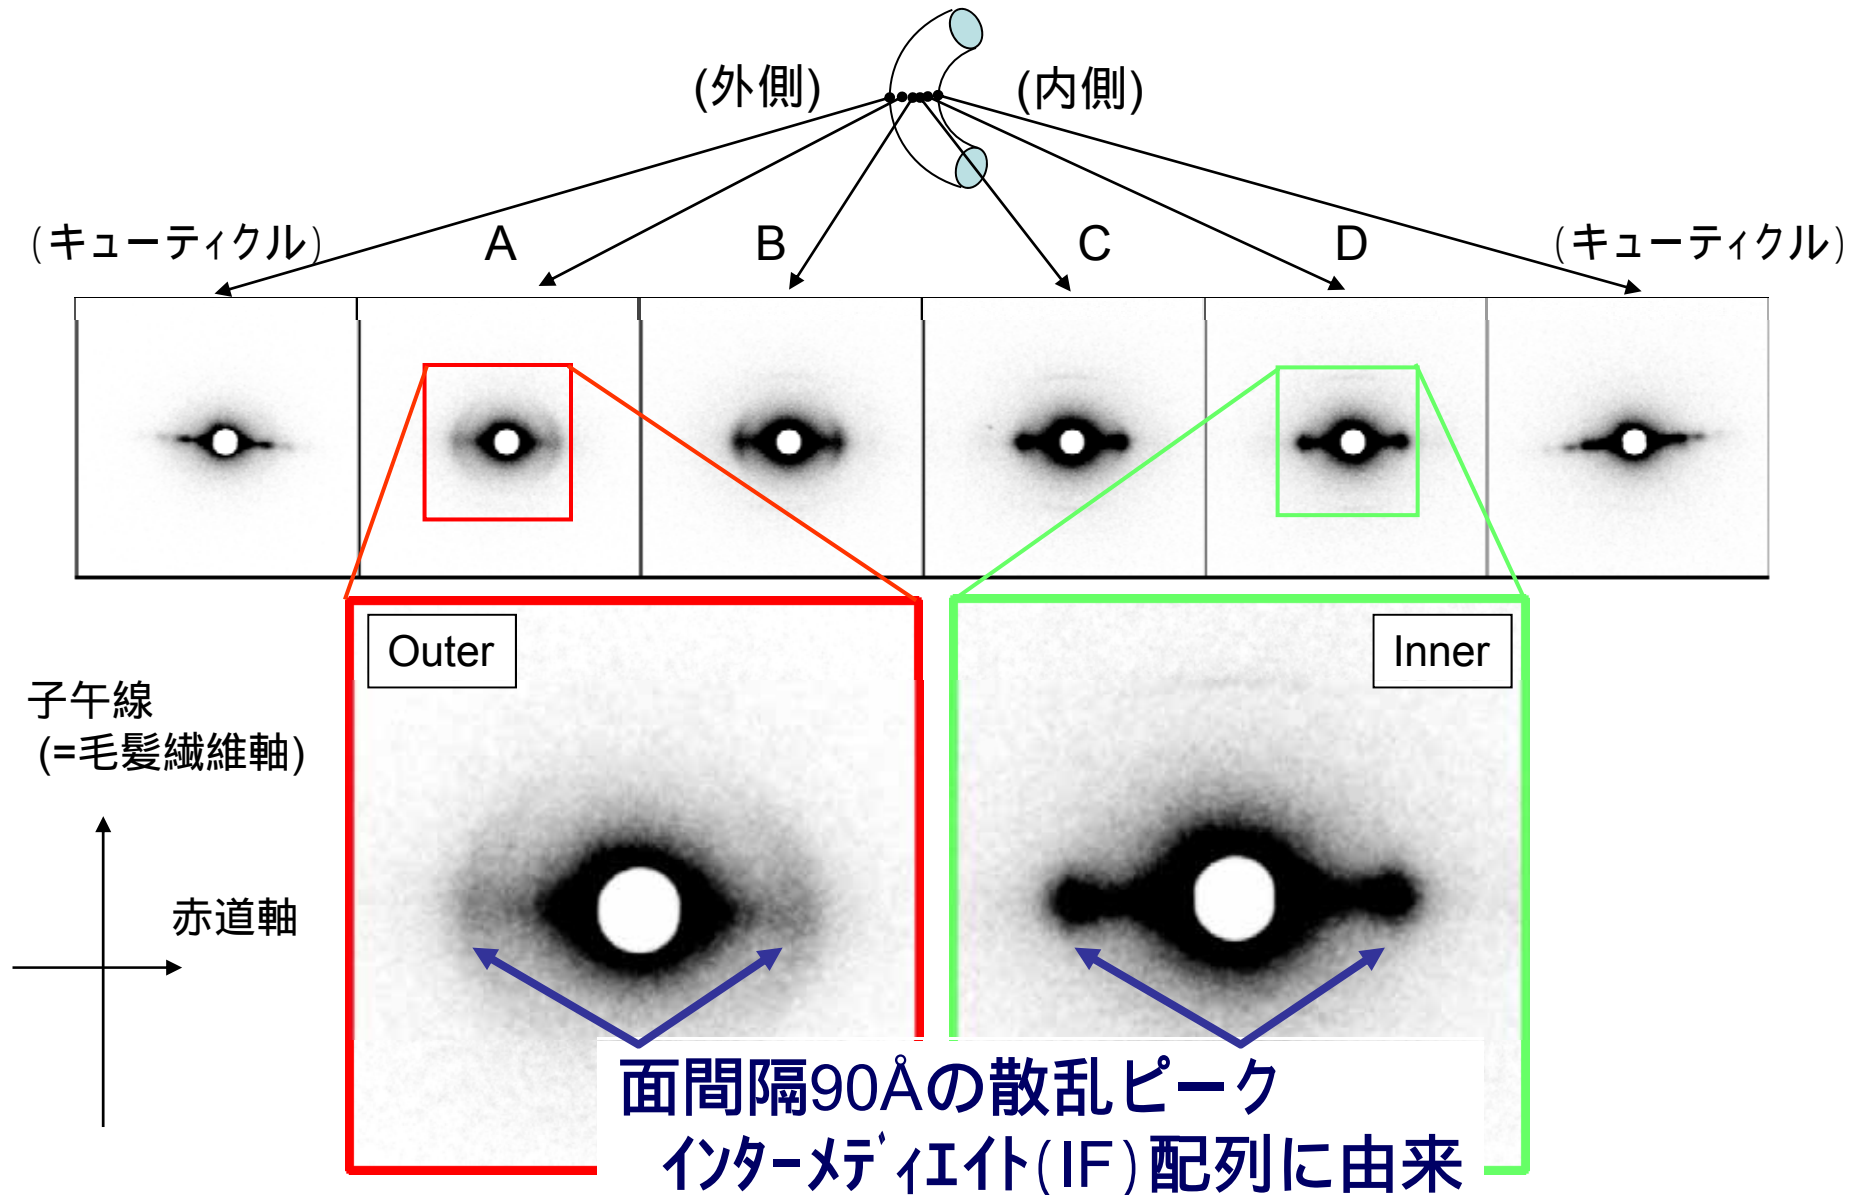 (外側)
(内側)
(キューティクル)
A
B
C
D
(キューティクル)
Outer
Inner
子午線
(=毛髪繊維軸)
赤道軸
面間隔90Åの散乱ピーク
インターメディエイト(IF)配列に由来